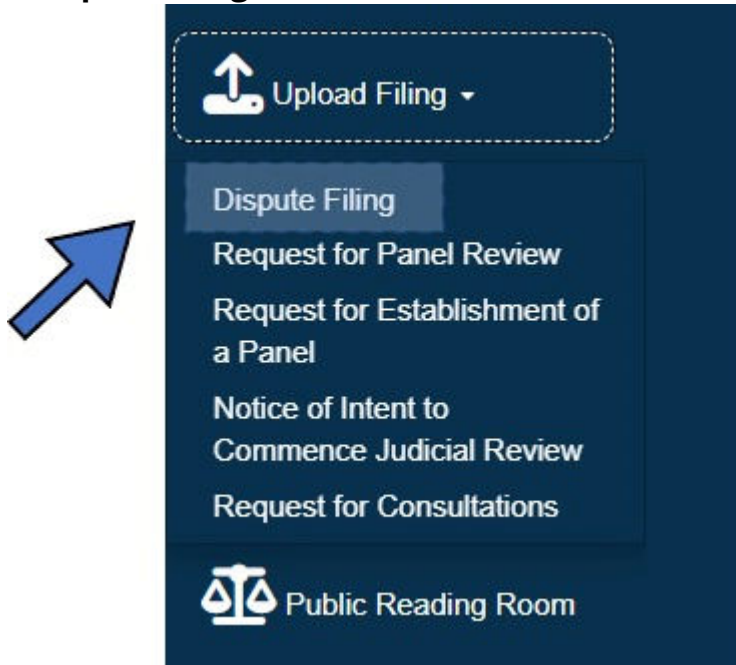 Upload Filing
Dispute Filing
Request for Panel Review
Request for Establishment of
a Panel
Notice of Intent to
Commence Judicial Review
Request for Consultations
Public Reading Room